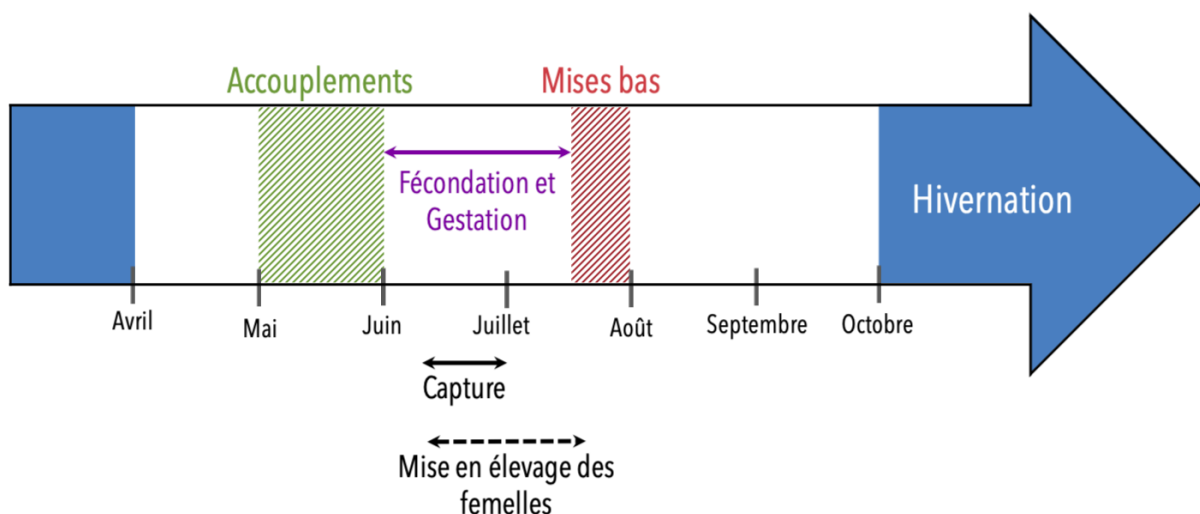 Accouplements
Mises bas
Fécondation et
Gestation
Hivernation
Avril
Mai
Juin
Juillet
Août
Septembre
Octobre
Capture
Mise en élevage des
femelles